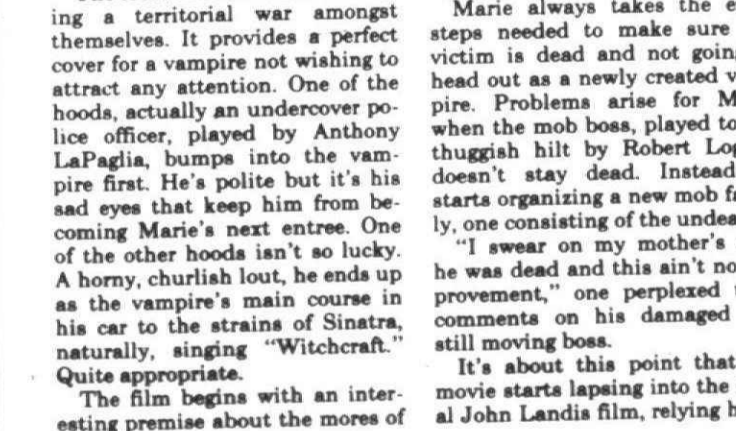 ing a territorial war amongst
themselves. It provides a perfect
cover for a vampire not wishing to
attract any attention. One of the
hoods, actually an undercover po-
lice officer, played by Anthony
LaPaglia, bumps into the vam-
pire first. He's polite but it's his
sad eyes that keep him from be-
coming Marie's next entree. One
of the other hoods isn't so lucky.
A horny, churlish lout, he ends up
as the vampire's main course in
his car to the strains of Sinatra,
naturally, singing "Witchcraft."
Quite appropriate.
The film begins with an inter-
esting premise about the mores of
Marie always takes the e
steps needed to make sure
victim is dead and not goin
head out as a newly created v
pire. Problems arise for M
when the mob boss, played to
thuggish hilt by Robert Log
doesn't stay dead. Instead
starts organizing a new mob fa
ly, one consisting of the undea
"I swear on my mother's
he was dead and this ain't no
provement," one perplexed
comments on his damaged
still moving boss.
It's about this point that
movie starts lapsing into the
al John Landis film, relying h